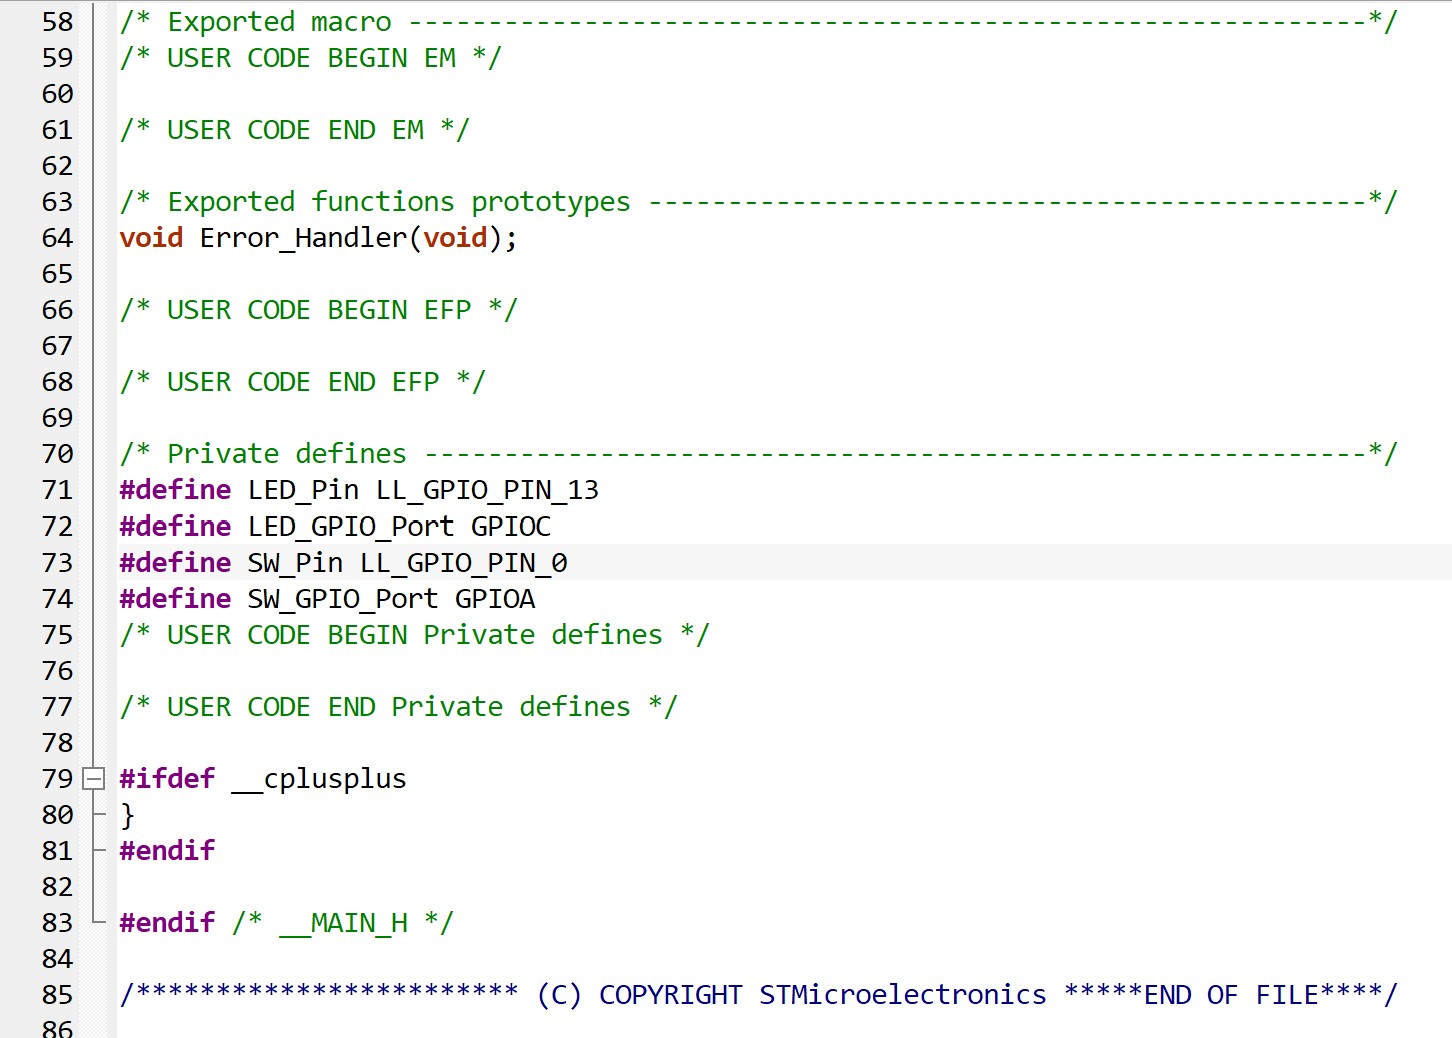 58 /* Exported macro ------------------------------------------------------------*/
59 /* USER CODE BEGIN EM */
60
61 /* USER CODE END EM */
62
63 /* Exported functions prototypes ---------------------------------------------*/
64 void Error_Handler(void);
65
66 /* USER CODE BEGIN EFP */
67
68 /* USER CODE END EFP */
69
70 /* Private defines -----------------------------------------------------------*/
71 #define LED_Pin LL_GPIO_PIN_13
72 #define LED_GPIO_Port GPIOC
73 #define SW_Pin LL_GPIO_PIN_0
74 #define SW_GPIO_Port GPIOA
75 /* USER CODE BEGIN Private defines */
76
77 /* USER CODE END Private defines */
78
79 #ifdef __cplusplus
80 }
81 #endif
82
83 #endif /* __MAIN_H */
84
85 /************************ (C) COPYRIGHT STMicroelectronics *****END OF FILE****/
86